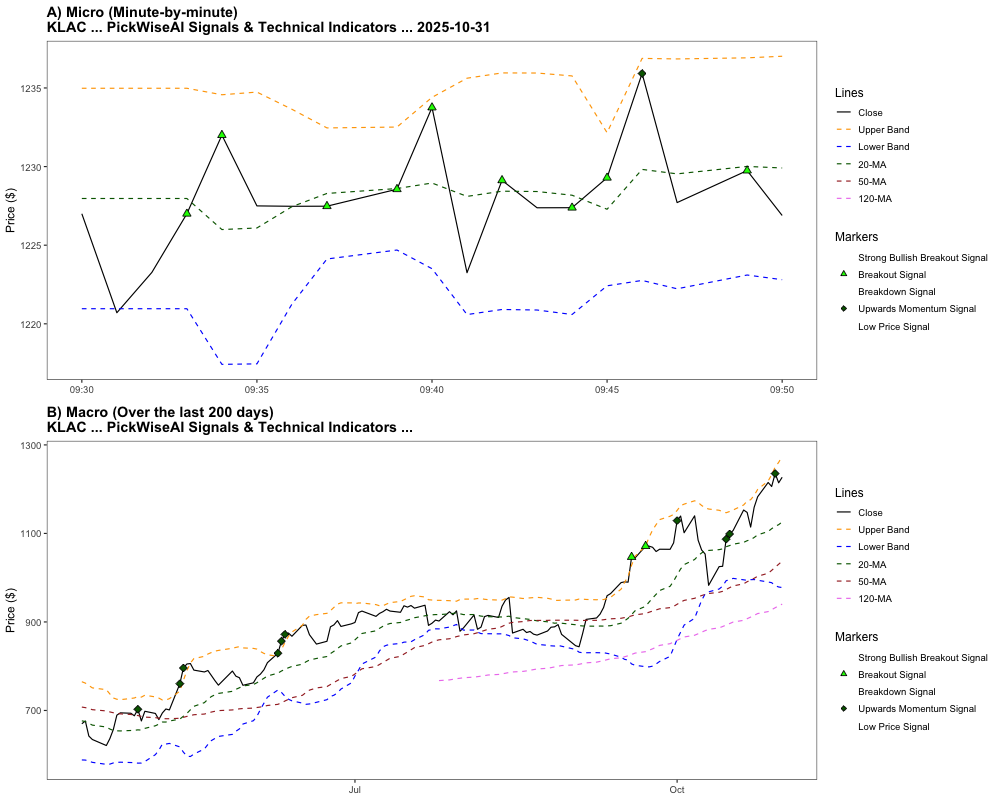 A) Micro (Minute-by-minute)
KLAC ... PickWiseAI Signals & Technical Indicators ... 2025-10-31
Price ($)
1235
1230
1225
1220
09:30
09:35
09:40
09:45
09:50
Lines
Close
Upper Band
Lower Band
20-MA
50-MA
120-MA
Markers
Strong Bullish Breakout Signal
Breakout Signal
Breakdown Signal
Upwards Momentum Signal
Low Price Signal
B) Macro (Over the last 200 days)
KLAC ... PickWiseAI Signals & Technical Indicators ...
Price ($)
1300
1100
900
700
Jul
Oct
Lines
Close
Upper Band
Lower Band
20-MA
50-MA
120-MA
Markers
Strong Bullish Breakout Signal
Breakout Signal
Breakdown Signal
Upwards Momentum Signal
Low Price Signal